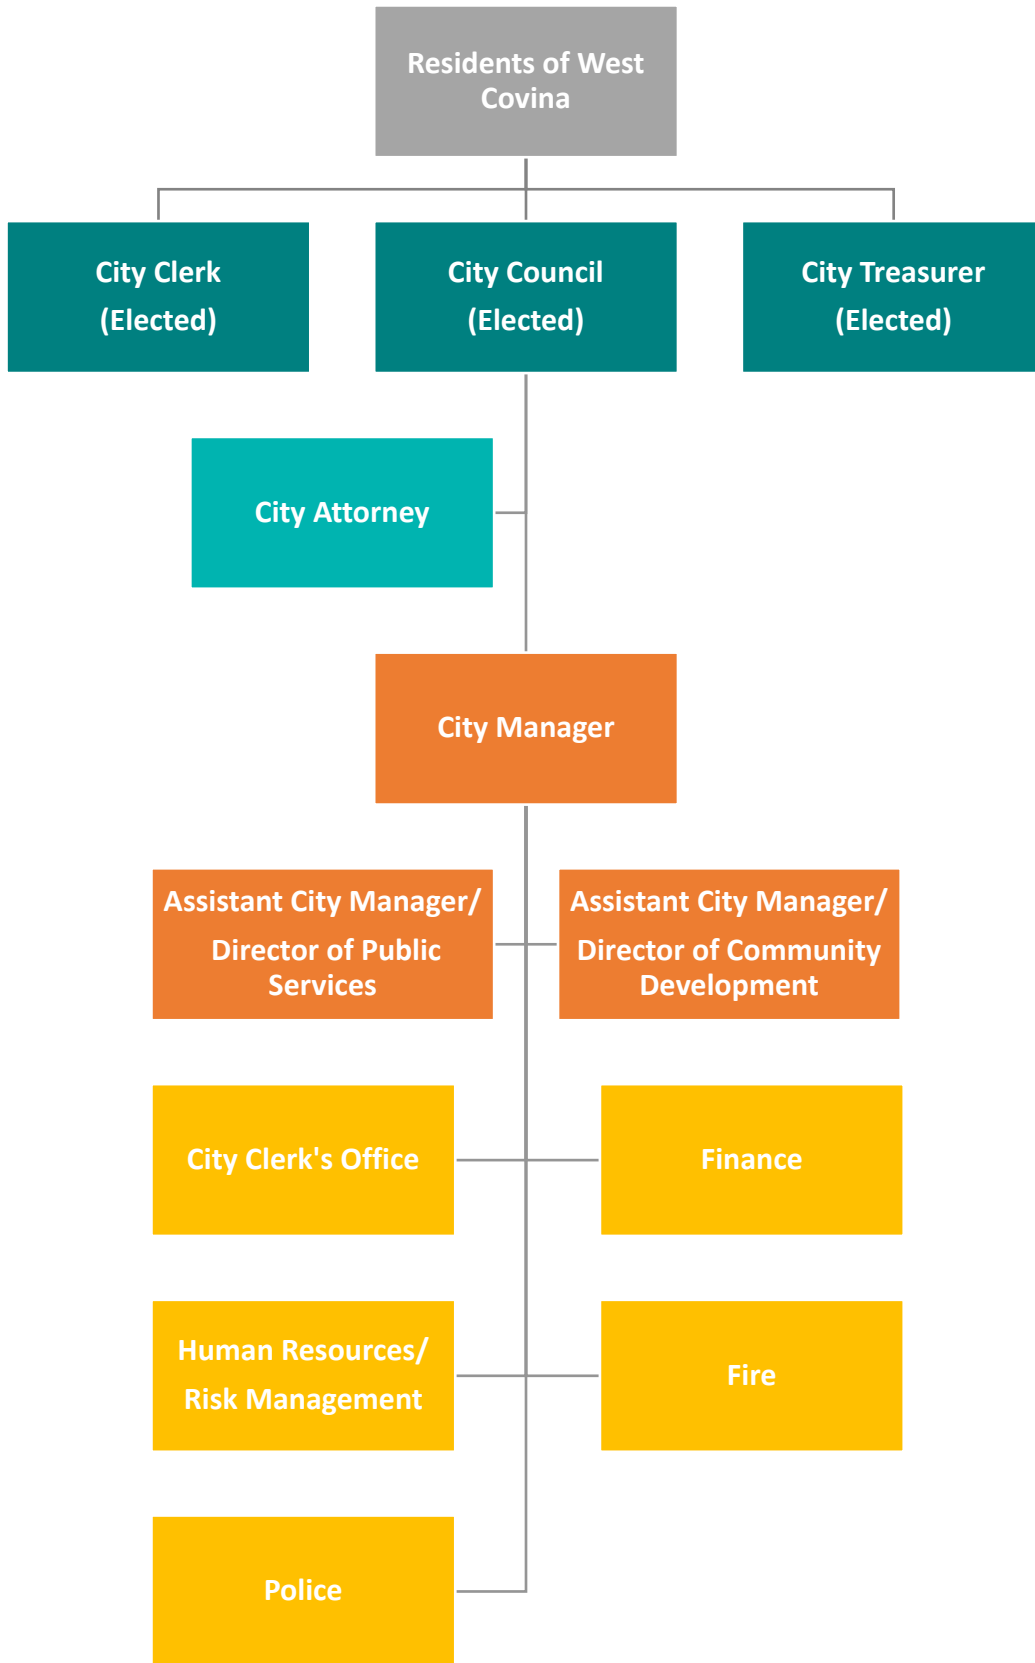 Residents of West
Covina
City Clerk
(Elected)
City Council
(Elected)
City Treasurer
(Elected)
City Attorney
City Manager
Assistant City Manager/
Director of Public
Services
Assistant City Manager/
Director of Community
Development
City Clerk's Office
Finance
Human Resources/
Risk Management
Fire
Police